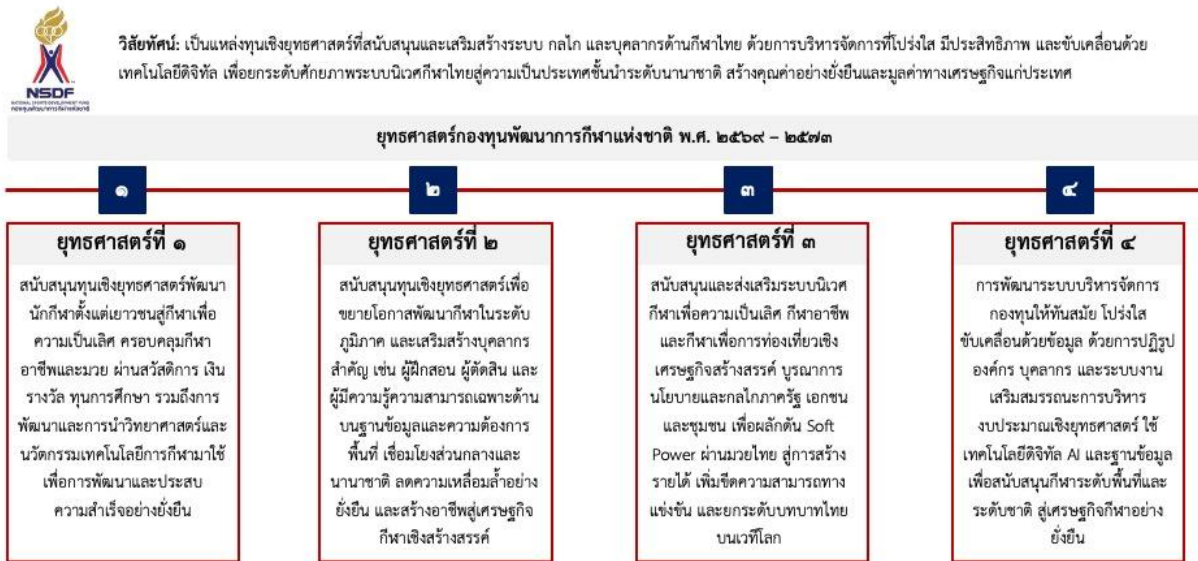 วิสัยทัศน์: เป็นแหล่งทุนเชิงยุทธศาสตร์ที่สนับสนุนและเสริมสร้างระบบ กลไก และบุคลากรด้านกีฬาไทย ด้วยการบริหารจัดการที่โปร่งใส มีประสิทธิภาพ และขับเคลื่อนด้วย
เทคโนโลยีดิจิทัล เพื่อยกระดับศักยภาพระบบนิเวศกีฬาไทยสู่ความเป็นประเทศชั้นนำระดับนานาชาติ สร้างคุณค่าอย่างยั่งยืนและมูลค่าทางเศรษฐกิจแก่ประเทศ
NSDF
NATIONAL SPORTS DEVELOPMENT FUND
กองทุนพัฒนาการกีฬาแห่งชาติ
ยุทธศาสตร์กองทุนพัฒนาการกีฬาแห่งชาติ พ.ศ. ๒๕๖๙ – ๒๕๗๓
๑
ยุทธศาสตร์ที่ ๑
สนับสนุนทุนเชิงยุทธศาสตร์พัฒนา
นักกีฬาตั้งแต่เยาวชนสู่กีฬาเพื่อ
ความเป็นเลิศ ครอบคลุมกีฬา
อาชีพและมวย ผ่านสวัสดิการ เงิน
รางวัล ทุนการศึกษา รวมถึงการ
พัฒนาและการนำวิทยาศาสตร์และ
นวัตกรรมเทคโนโลยีการกีฬามาใช้
เพื่อการพัฒนาและประสบ
ความสำเร็จอย่างยั่งยืน
๒
ยุทธศาสตร์ที่ ๒
สนับสนุนทุนเชิงยุทธศาสตร์เพื่อ
ขยายโอกาสพัฒนากีฬาในระดับ
ภูมิภาค และเสริมสร้างบุคลากร
สำคัญ เช่น ผู้ฝึกสอน ผู้ตัดสิน และ
ผู้มีความรู้ความสามารถเฉพาะด้าน
บนฐานข้อมูลและความต้องการ
พื้นที่ เชื่อมโยงส่วนกลางและ
นานาชาติ ลดความเหลื่อมล้ำอย่าง
ยั่งยืน และสร้างอาชีพสู่เศรษฐกิจ
กีฬาเชิงสร้างสรรค์
๓
ยุทธศาสตร์ที่ ๓
สนับสนุนและส่งเสริมระบบนิเวศ
กีฬาเพื่อความเป็นเลิศ กีฬาอาชีพ
และกีฬาเพื่อการท่องเที่ยวเชิง
เศรษฐกิจสร้างสรรค์ บูรณาการ
นโยบายและกลไกภาครัฐ เอกชน
และชุมชน เพื่อผลักดัน Soft
Power ผ่านมวยไทย สู่การสร้าง
รายได้ เพิ่มขีดความสามารถทาง
แข่งขัน และยกระดับบทบาทไทย
บนเวทีโลก
๔
ยุทธศาสตร์ที่ ๔
การพัฒนาระบบบริหารจัดการ
กองทุนให้ทันสมัย โปร่งใส
ขับเคลื่อนด้วยข้อมูล ด้วยการปฏิรูป
องค์กร บุคลากร และระบบงาน
เสริมสมรรถนะการบริหาร
งบประมาณเชิงยุทธศาสตร์ ใช้
เทคโนโลยีดิจิทัล AI และฐานข้อมูล
เพื่อสนับสนุนกีฬาระดับพื้นที่และ
ระดับชาติ สู่เศรษฐกิจกีฬาอย่าง
ยั่งยืน